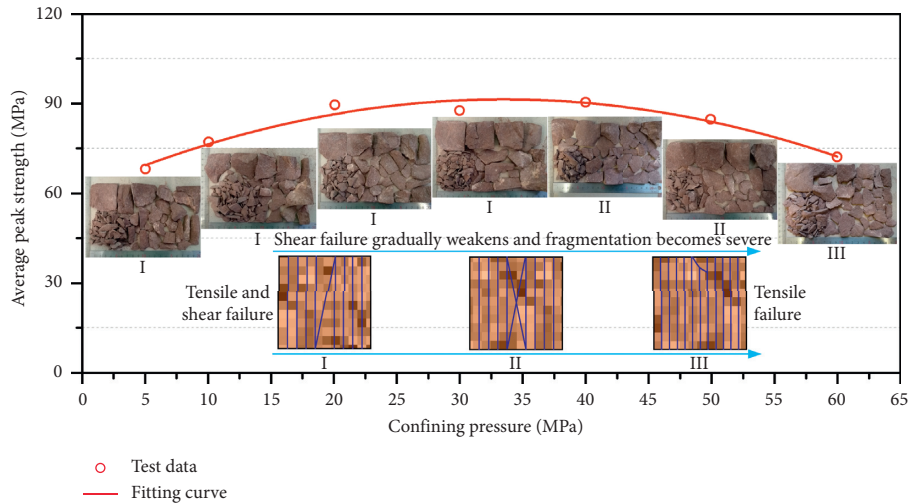 120
90
60
30
0
Average peak strength (MPa)
I
I
I
I
II
II
III
Shear failure gradually weakens and fragmentation becomes severe
Tensile and
shear failure
Tensile
failure
I
II
III
0 5 10 15 20 25 30 35 40 45 50 55 60 65
Confining pressure (MPa)
Test data
Fitting curve